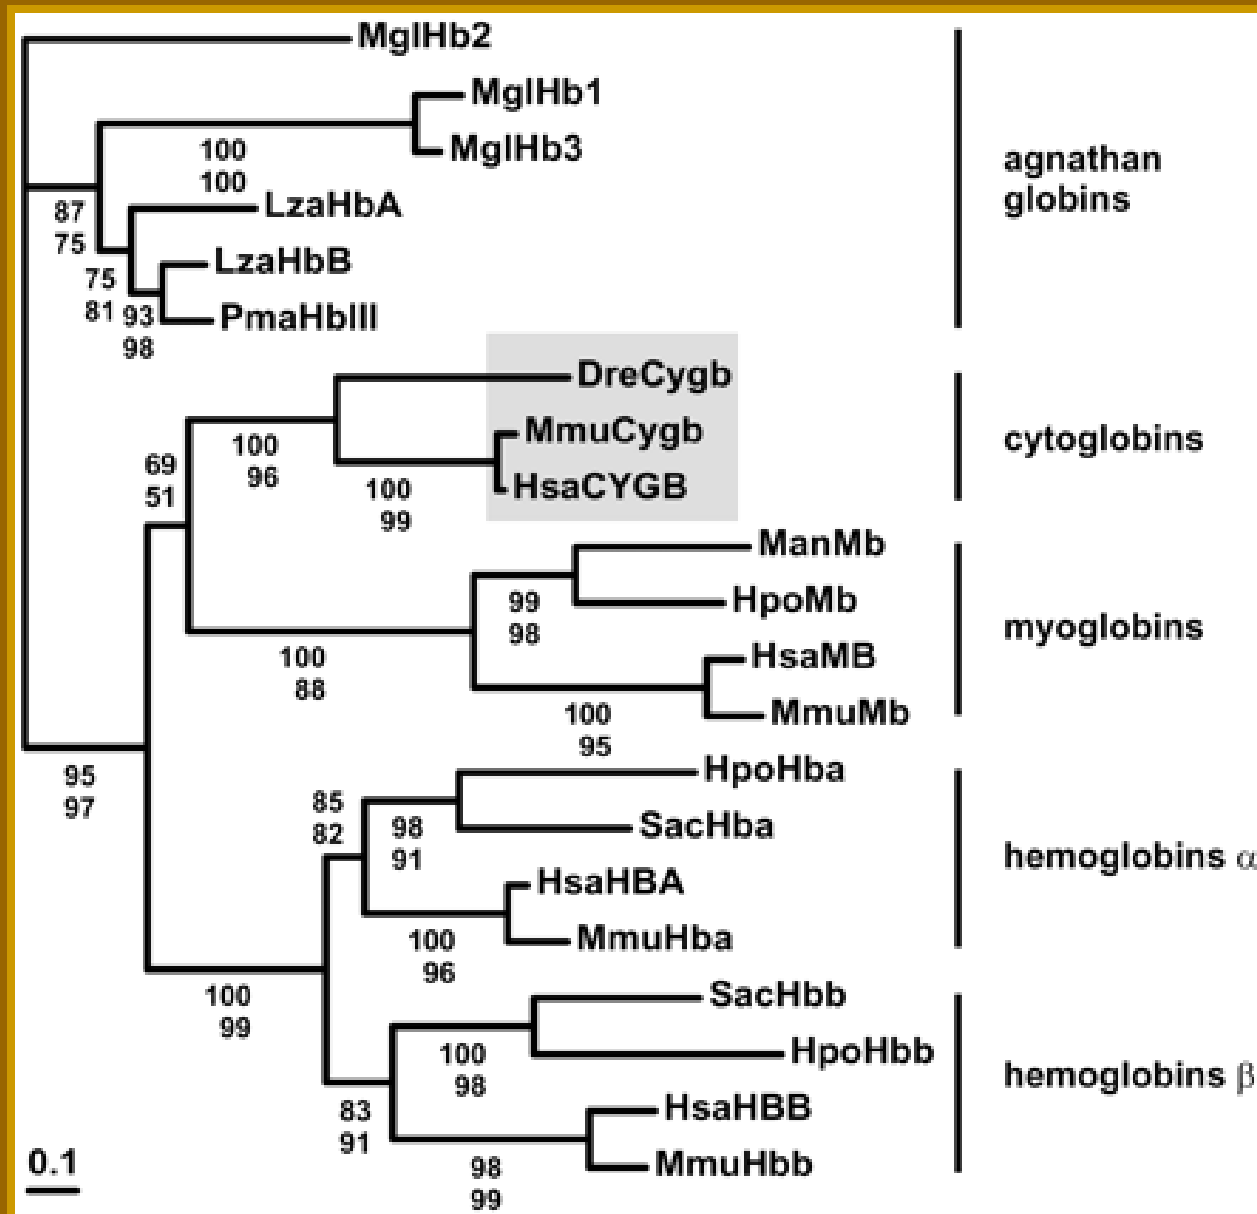 MglHb2
MglHb1
100
MglHb3
100
agnathan
globins
LzaHbA
87
75
LzaHbB
75
81
93
PmaHbIII
98
DreCygb
MmuCygb
100
cytoglobins
69
96
51
100
HsaCYGB
99
ManMb
99
HpoMb
98
myoglobins
100
HsaMB
88
100
MmuMb
95
HpoHba
95
97
85
82
98
SacHba
91
hemoglobins α
HsaHBA
100
MmuHba
96
100
SacHbb
99
100
HpoHbb
98
hemoglobins β
83
HsaHBB
91
0.1
98
MmuHbb
99